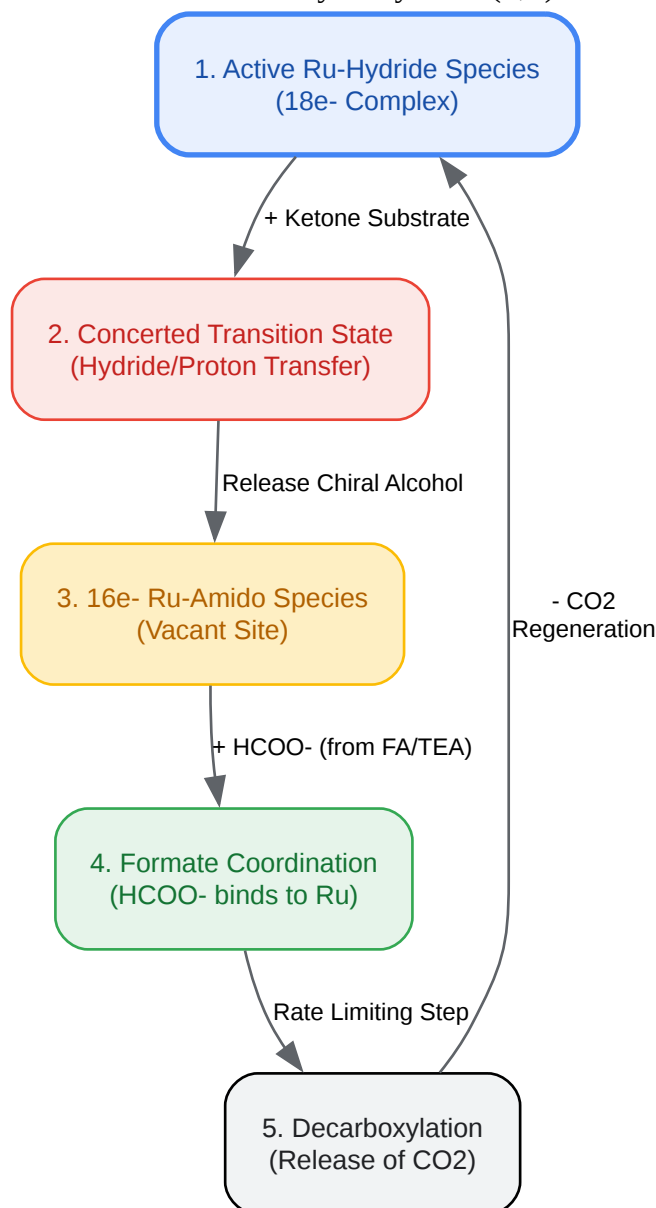 1. Active Ru-Hydride Species
(18e- Complex)
+ Ketone Substrate
2. Concerted Transition State
(Hydride/Proton Transfer)
Release Chiral Alcohol
3. 16e- Ru-Amido Species
(Vacant Site)
- CO2
Regeneration
+ HCOO- (from FA/TEA)
4. Formate Coordination
(HCOO- binds to Ru)
Rate Limiting Step
5. Decarboxylation
(Release of CO2)